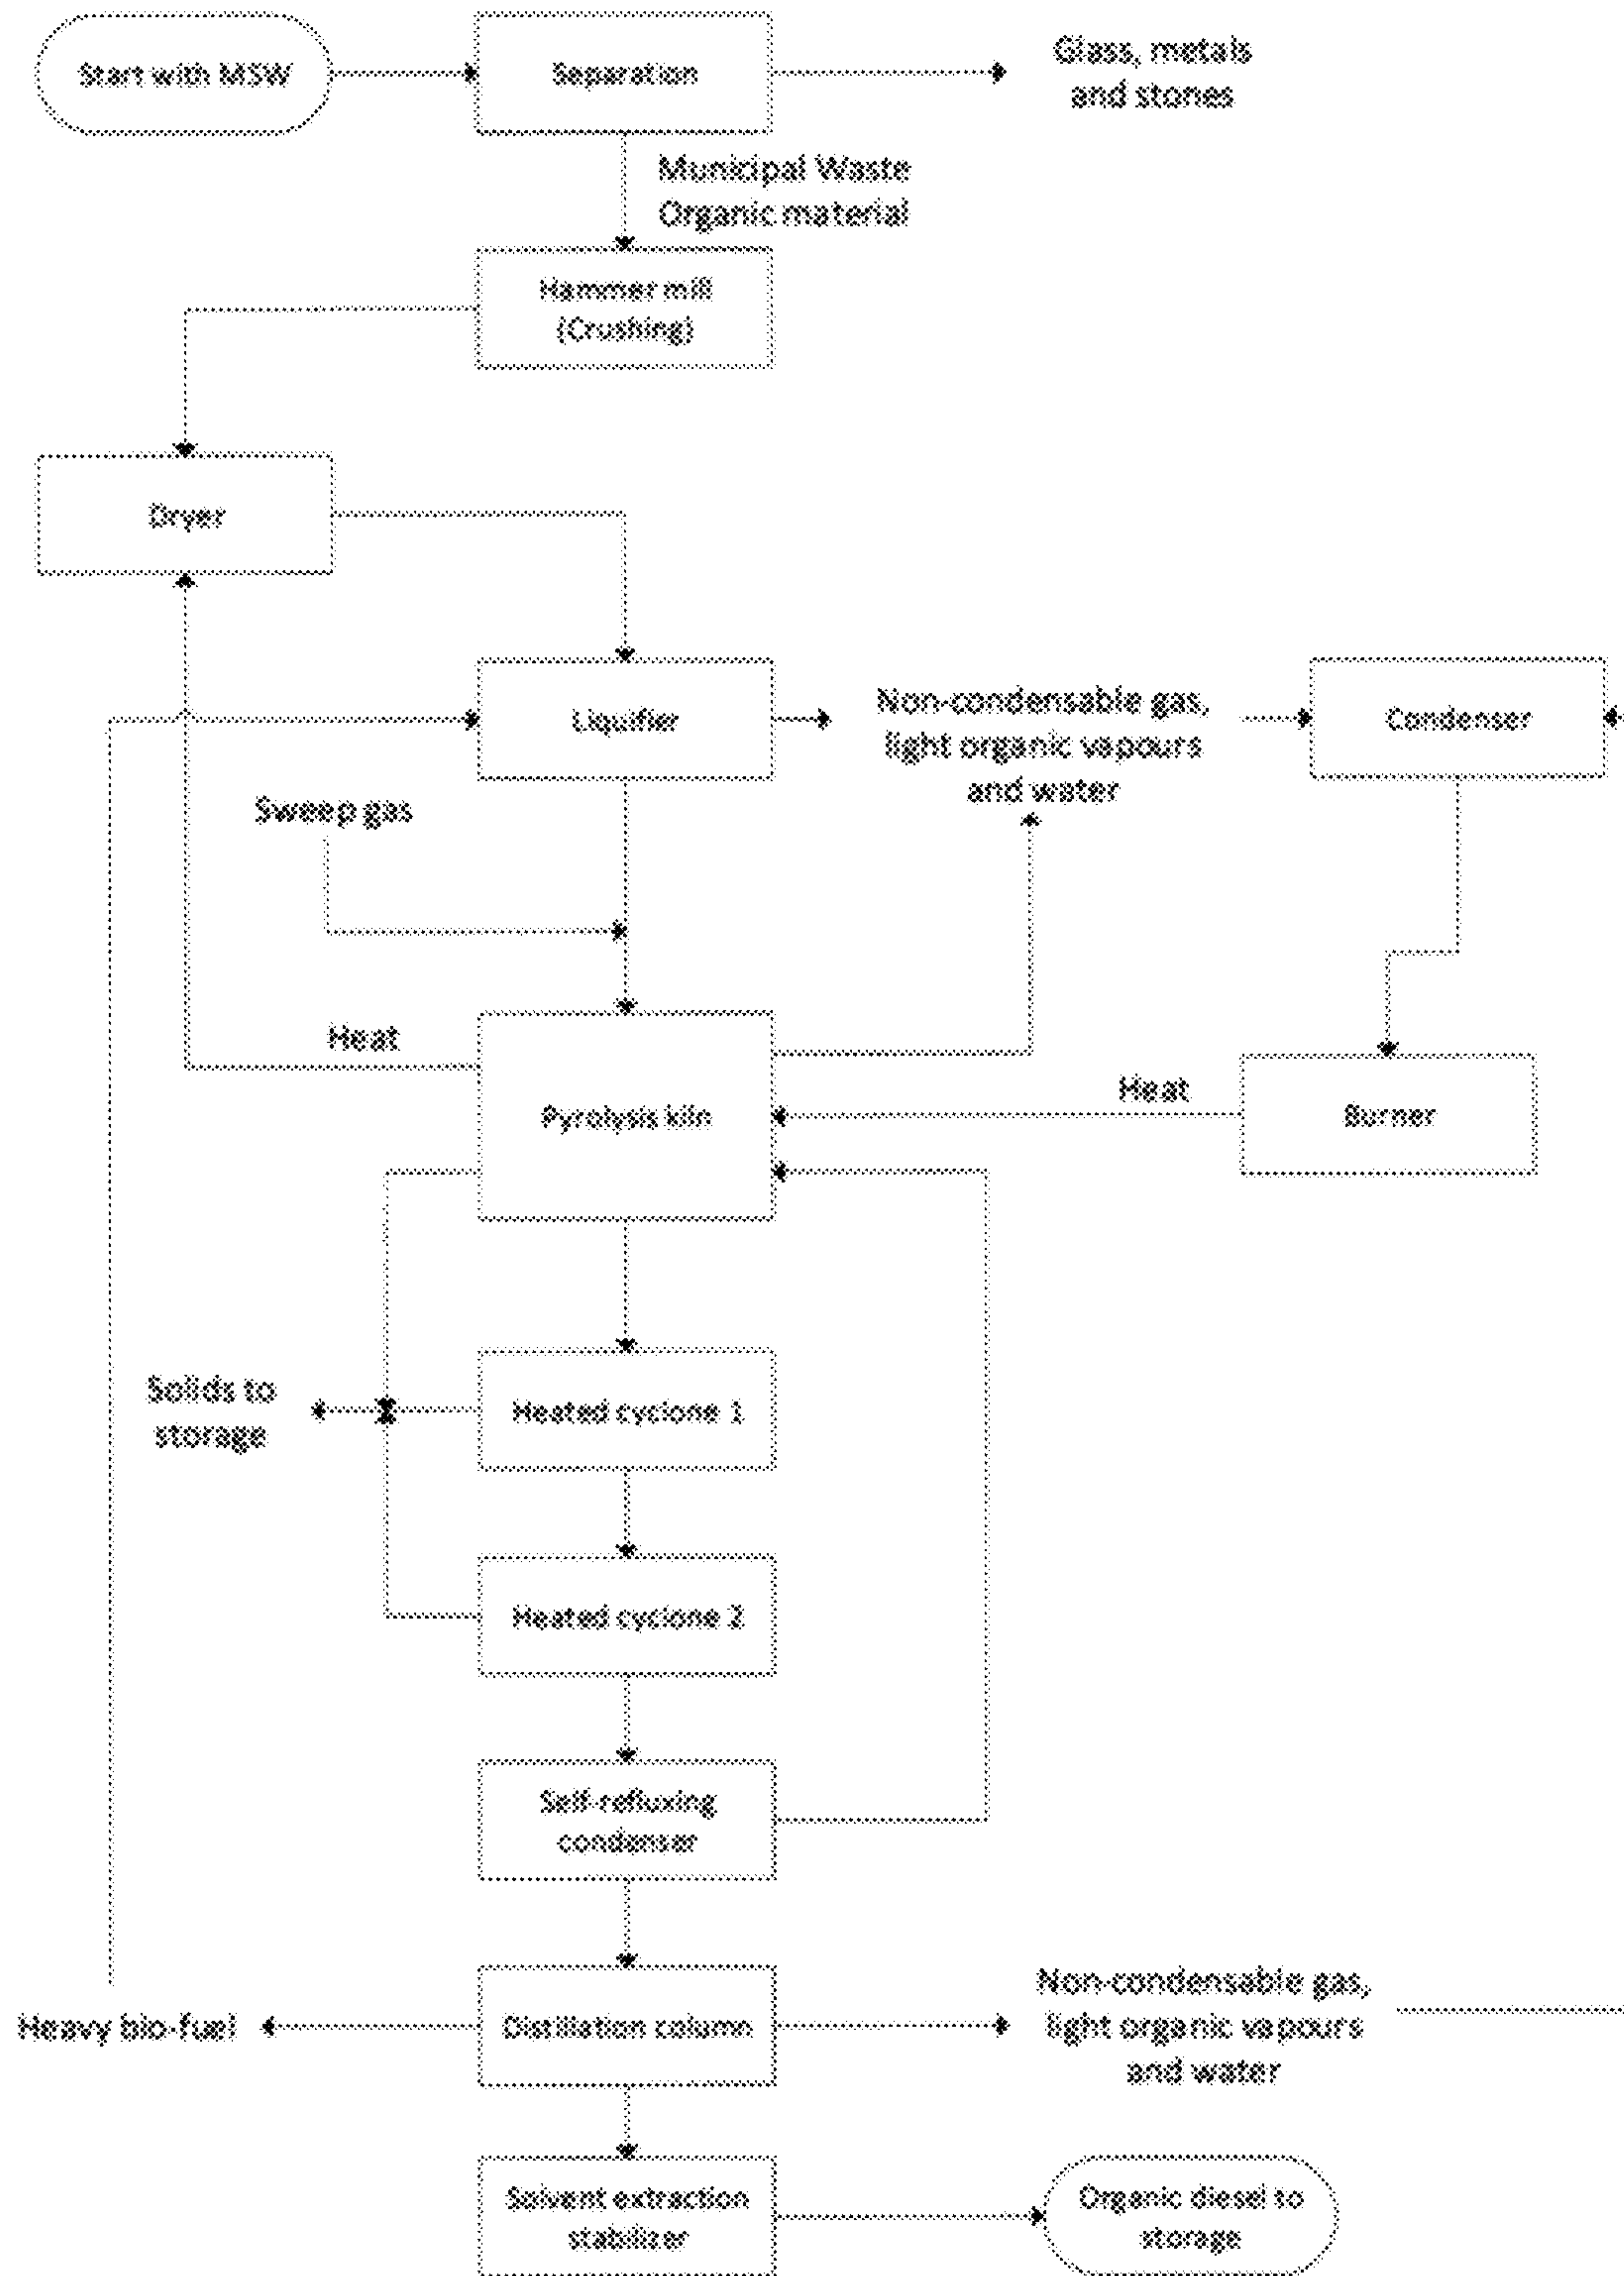 Start with MSW
Separation
Glass, metals
and stones
Municipal Waste
Organic material
Hammer mill
(Crushing)
Dryer
Liquifier
Non-condensable gas,
light organic vapours
and water
Condenser
Sweep gas
Heat
Pyrolysis kiln
Heat
Burner
Solids to
storage
Heated cyclone 1
Heated cyclone 2
Self-refluxing
condenser
Heavy bio-fuel
Distillation column
Non-condensable gas,
light organic vapours
and water
Solvent extraction
stabilizer
Organic diesel to
storage